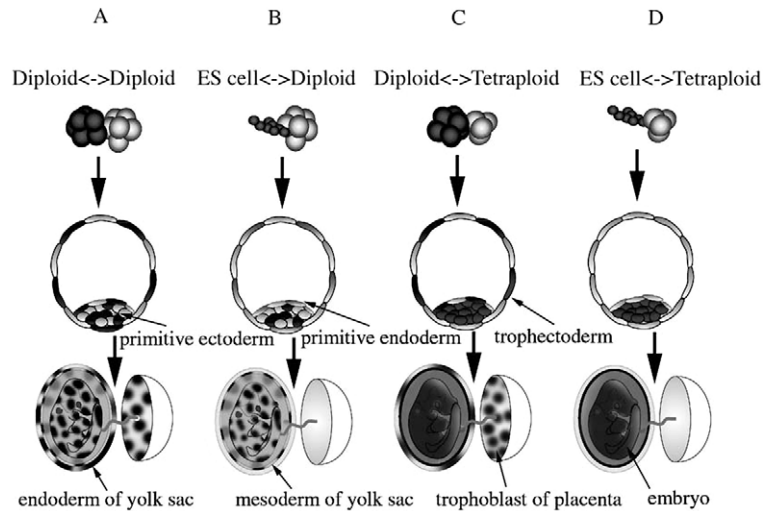 A B C D
Diploid<->Diploid ES cell<->Diploid Diploid<->Tetraploid ES cell<->Tetraploid
primitive ectoderm primitive endoderm trophectoderm
endoderm of yolk sac mesoderm of yolk sac trophoblast of placenta embryo